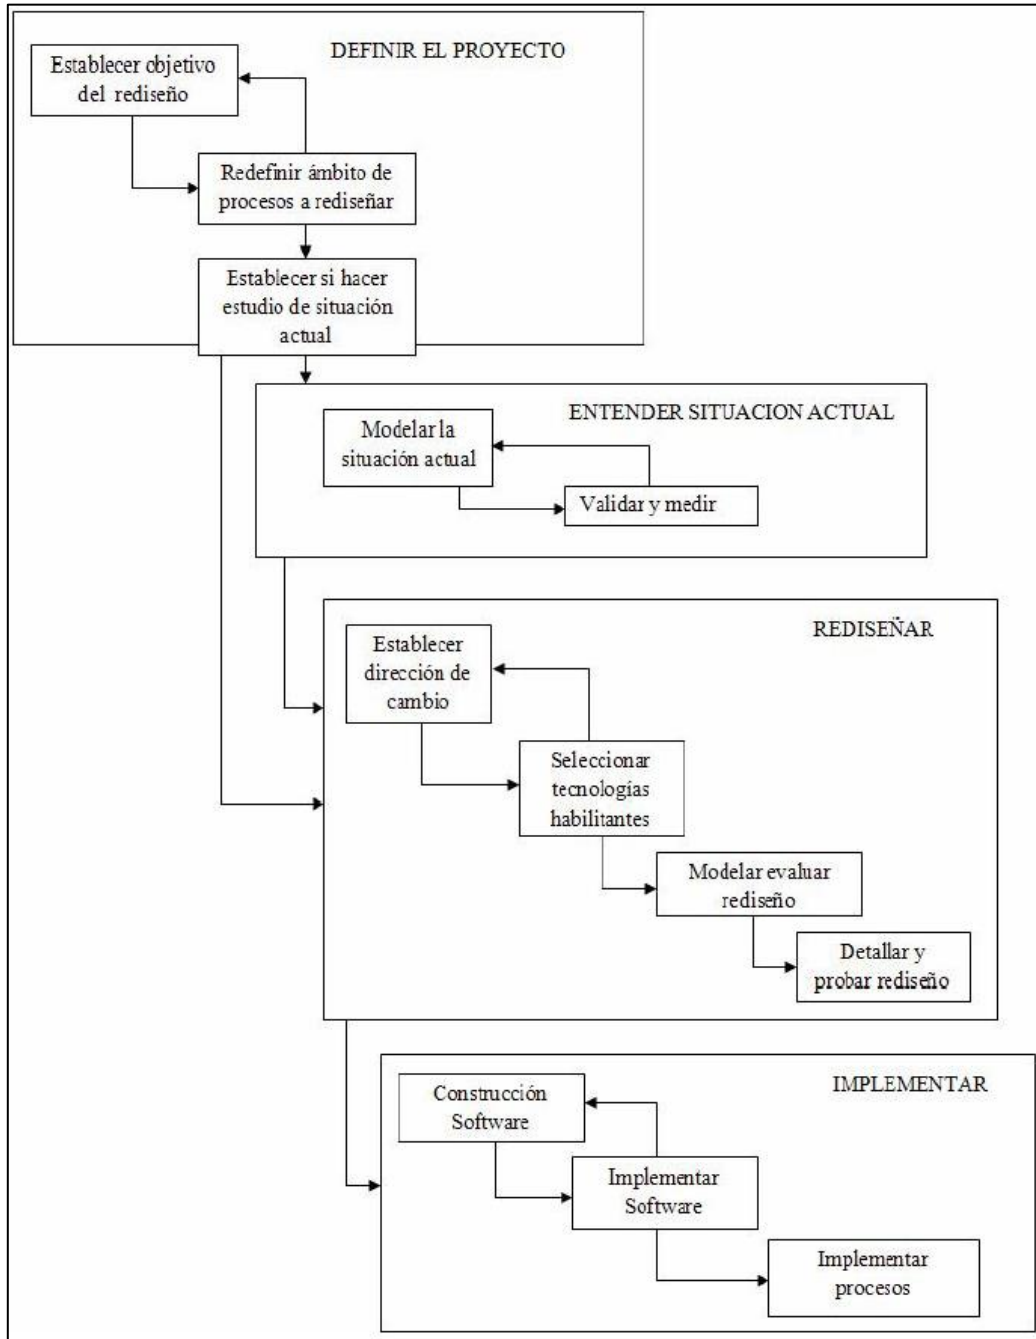 DEFINIR EL PROYECTO
Establecer objetivo
del rediseño
Redefinir ámbito de
procesos a rediseñar
Establecer si hacer
estudio de situación
actual
ENTENDER SITUACION ACTUAL
Modelar la
situación actual
Validar y medir
REDISEÑAR
Establecer
dirección de
cambio
Seleccionar
tecnologías
habilitantes
Modelar evaluar
rediseño
Detallar y
probar rediseño
IMPLEMENTAR
Construcción
Software
Implementar
Software
Implementar
procesos